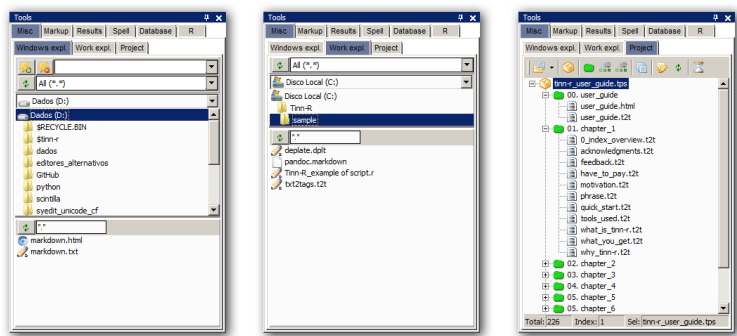 Tools
Misc Markup Results Spell Database R
Windows expl. Work expl. Project
All (*.*)
Dados (D:)
Dados (D:)
$RECYCLE.BIN
$tinn-r
dados
editores_alternativos
GitHub
python
scintilla
syedit_unicode_cf
*.*
markdown.html
markdown.txt
Tools
Misc Markup Results Spell Database R
Windows expl. Work expl. Project
All (*.*)
Disco Local (C:)
Disco Local (C:)
Tinn-R
sample
*.*
deplate.dplt
pandoc.markdown
Tinn-R_example of script.r
txt2tags.t2t
Tools
Misc Markup Results Spell Database R
Windows expl. Work expl. Project
tinn-r_user_guide.tps
00. user_guide
user_guide.html
user_guide.t2t
01. chapter_1
0_index_overview.t2t
acknowledgments.t2t
feedback.t2t
have_to_pay.t2t
motivation.t2t
phrase.t2t
quick_start.t2t
tools_used.t2t
what_is_tinn-r.t2t
what_you_get.t2t
why_tinn-r.t2t
02. chapter_2
03. chapter_3
04. chapter_4
05. chapter_5
05. chapter_6
Total: 226 Index: 1 Sel: tinn-r_user_guide.tps